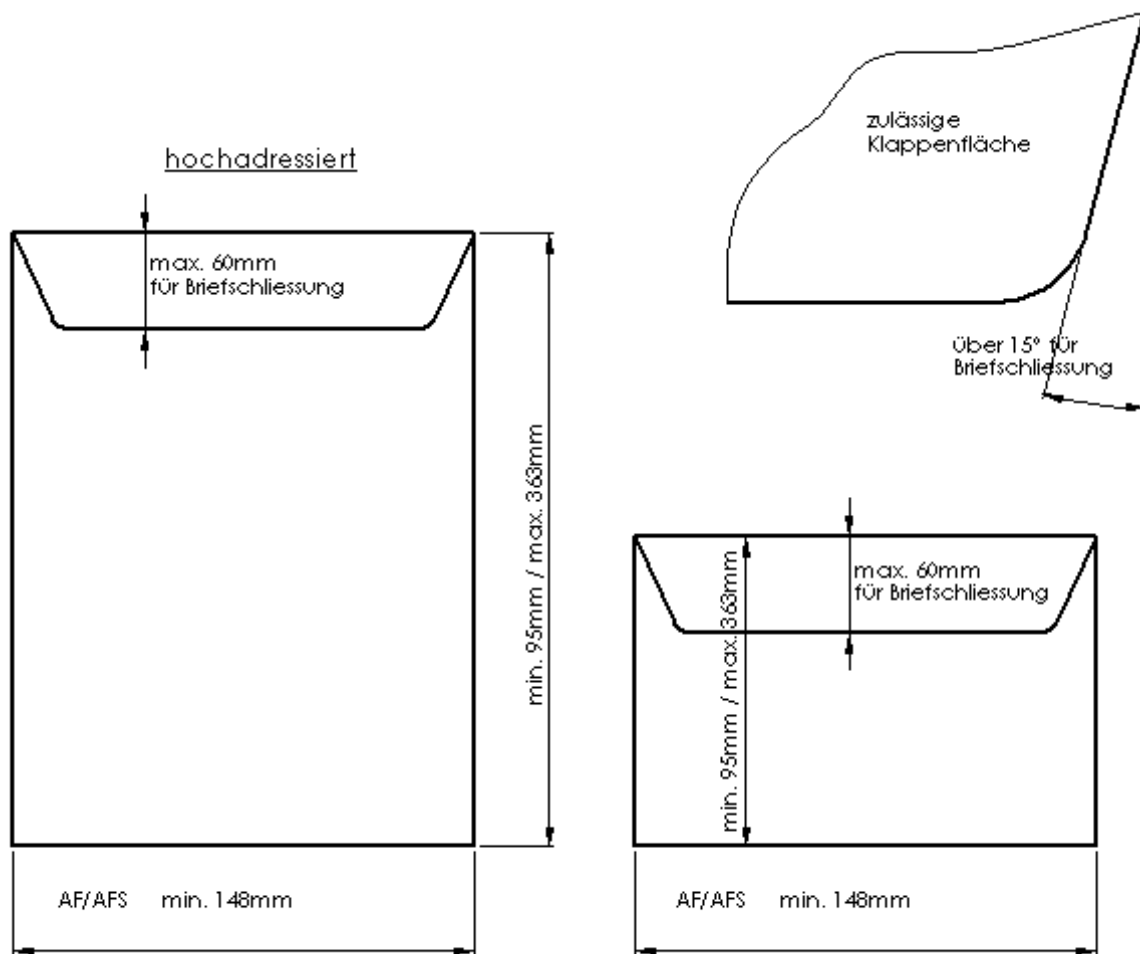 zulässige
Klappenfläche
hochadressiert
max. 60mm
für Briefschliessung
über 15° für
Briefschliessung
min. 95mm / max. 363mm
max. 60mm
für Briefschliessung
min. 95mm / max. 363mm
AF/AFS min. 148mm
AF/AFS min. 148mm